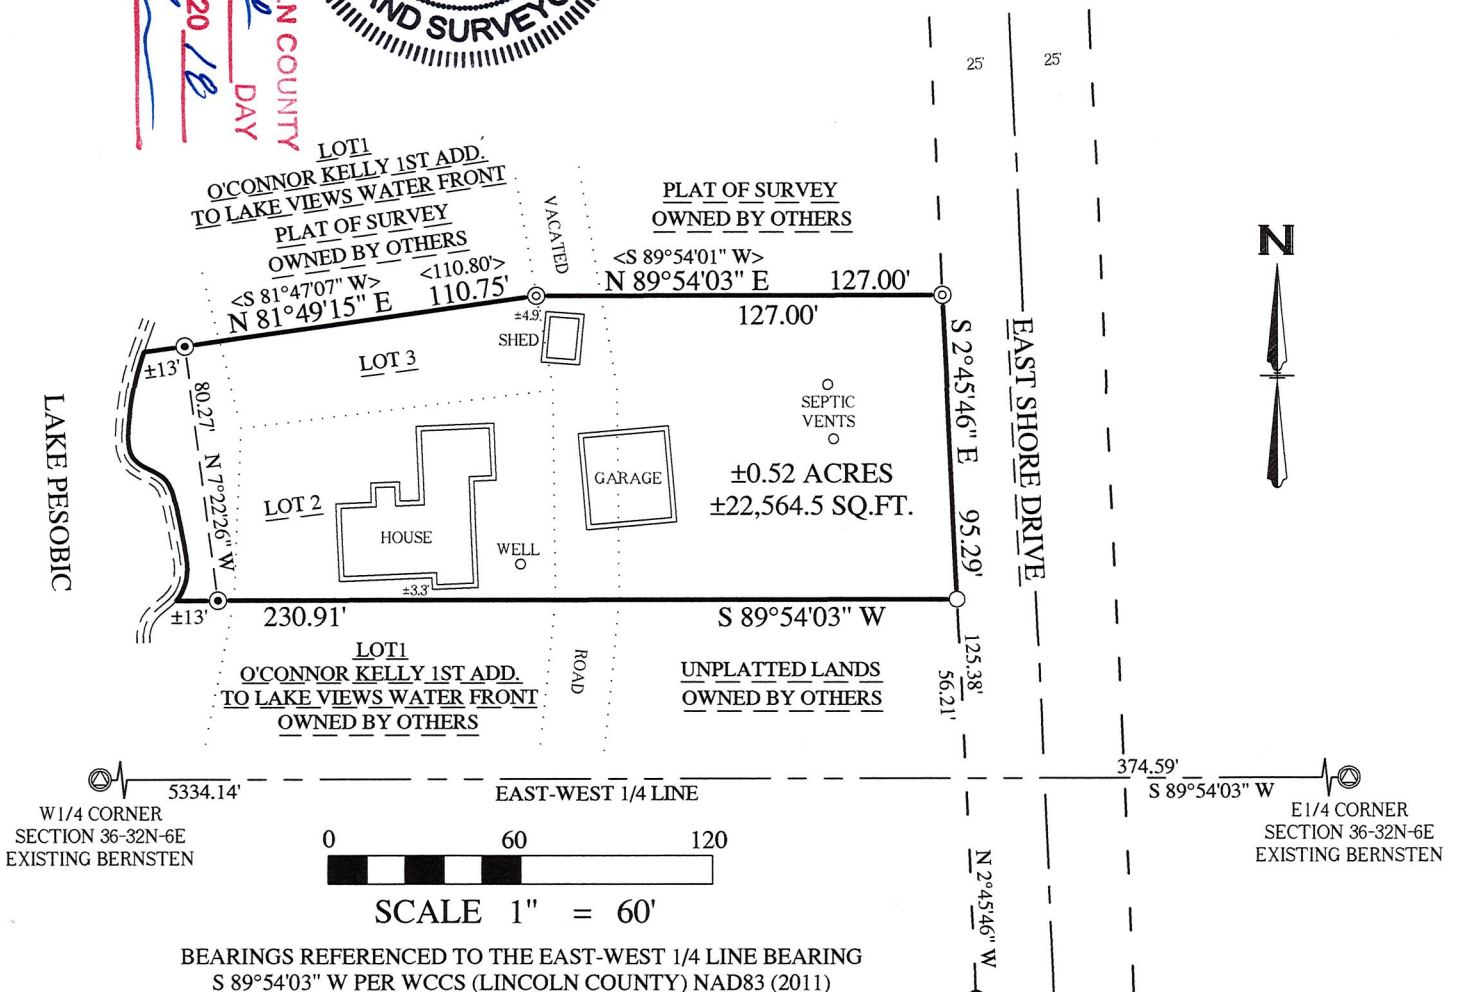 AND SURVEYO
N COUNTY
DAY
20 18
25'
25'
LOT1
O'CONNOR KELLY 1ST ADD.
TO LAKE VIEWS WATER FRONT
PLAT OF SURVEY
OWNED BY OTHERS
VACATED
PLAT OF SURVEY
OWNED BY OTHERS
N
<S 81°47'07" W>
<110.80'>
N 81°49'15" E
110.75'
<S 89°54'01" W>
N 89°54'03" E
127.00'
127.00'
±4.9'
SHED
±13'
LOT 3
80.27'
N 7°22'26" W
LAKE PESOBIC
SEPTIC
VENTS
S 2°45'46" E
95.29'
EAST SHORE DRIVE
GARAGE
±0.52 ACRES
±22,564.5 SQ.FT.
LOT 2
HOUSE
WELL
±3.3'
±13'
230.91'
S 89°54'03" W
LOT1
O'CONNOR KELLY 1ST ADD.
TO LAKE VIEWS WATER FRONT
OWNED BY OTHERS
ROAD
UNPLATTED LANDS
OWNED BY OTHERS
125.38'
56.21'
5334.14'
EAST-WEST 1/4 LINE
374.59'
S 89°54'03" W
W1/4 CORNER
SECTION 36-32N-6E
EXISTING BERNSTEN
E1/4 CORNER
SECTION 36-32N-6E
EXISTING BERNSTEN
0 60 120
SCALE 1" = 60'
N 2°45'46" W
BEARINGS REFERENCED TO THE EAST-WEST 1/4 LINE BEARING
S 89°54'03" W PER WCCS (LINCOLN COUNTY) NAD83 (2011)